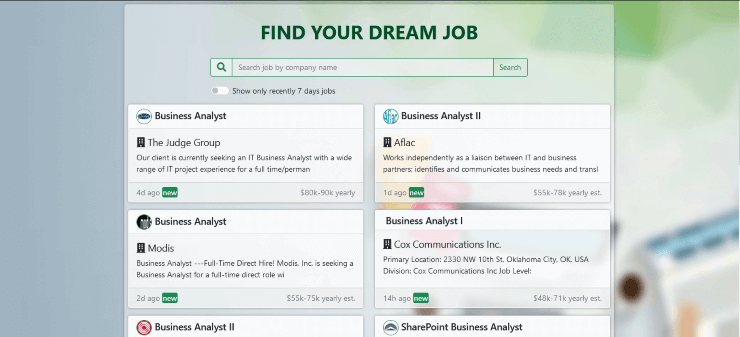 FIND YOUR DREAM JOB
Search job by company name
Search
Show only recently 7 days jobs
Business Analyst
The Judge Group
Our client is currently seeking an IT Business Analyst with a wide
range of IT project experience for a full time/perman
4d ago new
$80k-90k yearly
Business Analyst II
Aflac
Works independently as a liaison between IT and business
partners; identifies and communicates business needs and transl
1d ago new
$55k-78k yearly est.
Business Analyst
Modis
Business Analyst ---Full-Time Direct Hire! Modis, Inc. is seeking a
Business Analyst for a full-time direct role wi
2d ago new
$55k-75k yearly est.
Business Analyst I
Cox Communications Inc.
Primary Location: 2330 NW 10th St, Oklahoma City, OK, USA
Division: Cox Communications Inc Job Level:
14h ago new
$48k-71k yearly est.
Business Analyst II
SharePoint Business Analyst